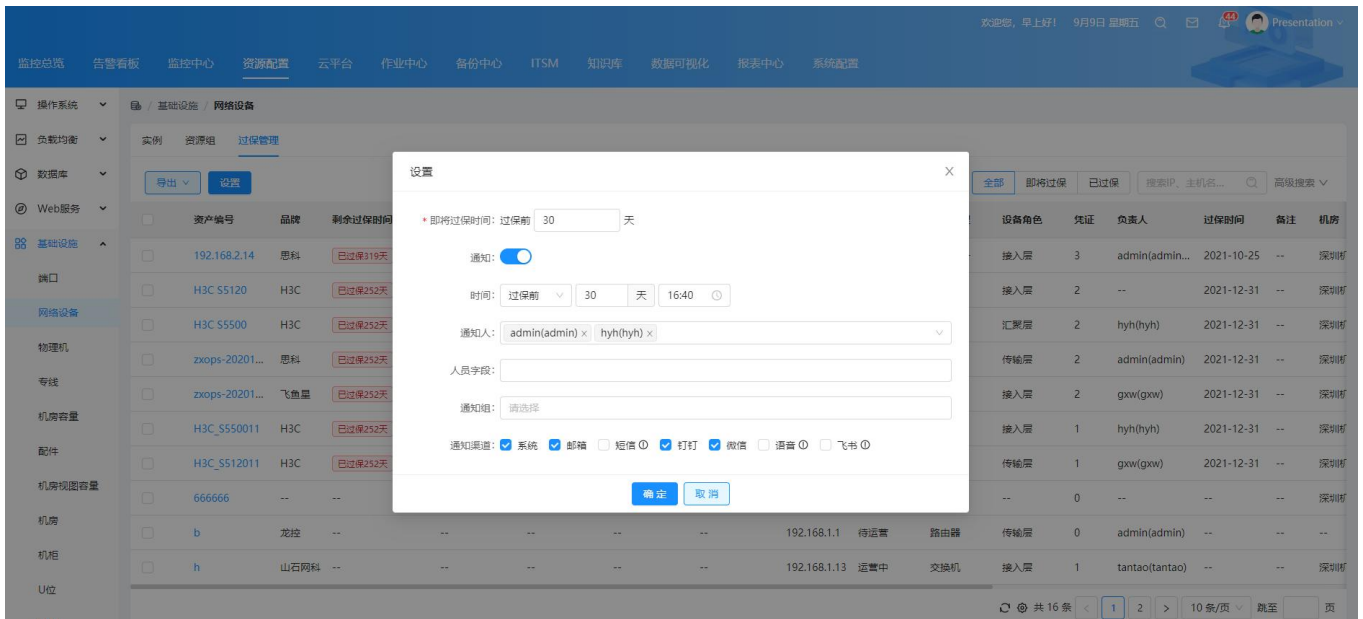 欢迎您，早上好! 9月9日 星期五 44 Presentation
监控总览 告警看板 监控中心 资源配置 云平台 作业中心 备份中心 ITSM 知识库 数据可视化 报表中心 系统配置
操作系统
负载均衡
数据库
Web服务
基础设施
端口
网络设备
物理机
专线
机房容量
配件
机房视图容量
机房
机柜
U位
/ 基础设施 / 网络设备
实例 资源组 过保管理
导出 设置 全部 即将过保 已过保 搜索IP、主机名... 高级搜索
资产编号 品牌 剩余过保时间 设备角色 凭证 负责人 过保时间 备注 机房
192.168.2.14 思科 已过保319天 接入层 3 admin(admin... 2021-10-25 -- 深圳
H3C S5120 H3C 已过保252天 接入层 2 -- 2021-12-31 -- 深圳
H3C S5500 H3C 已过保252天 汇聚层 2 hyh(hyh) 2021-12-31 -- 深圳
zxops-20201... 思科 已过保252天 传输层 2 admin(admin) 2021-12-31 -- 深圳
zxops-20201... 飞鱼星 已过保252天 接入层 2 gxw(gxw) 2021-12-31 -- 深圳
H3C_S550011 H3C 已过保252天 接入层 1 hyh(hyh) 2021-12-31 -- 深圳
H3C_S512011 H3C 已过保252天 传输层 1 gxw(gxw) 2021-12-31 -- 深圳
666666 -- -- -- 0 -- -- -- 深圳
b 龙控 -- -- -- -- -- 192.168.1.1 待运营 路由器 传输层 0 admin(admin) -- -- --
h 山石网科 -- -- -- -- -- 192.168.1.13 运营中 交换机 接入层 1 tantao(tantao) -- -- 深圳
共16条 < 1 2 > 10条/页 跳至 页
设置
* 即将过保时间: 过保前 30 天
通知:
时间: 过保前 30 天 16:40
通知人: admin(admin) × hyh(hyh) ×
人员字段:
通知组: 请选择
通知渠道: 系统 邮箱 短信 钉钉 微信 语音 飞书
确定 取消